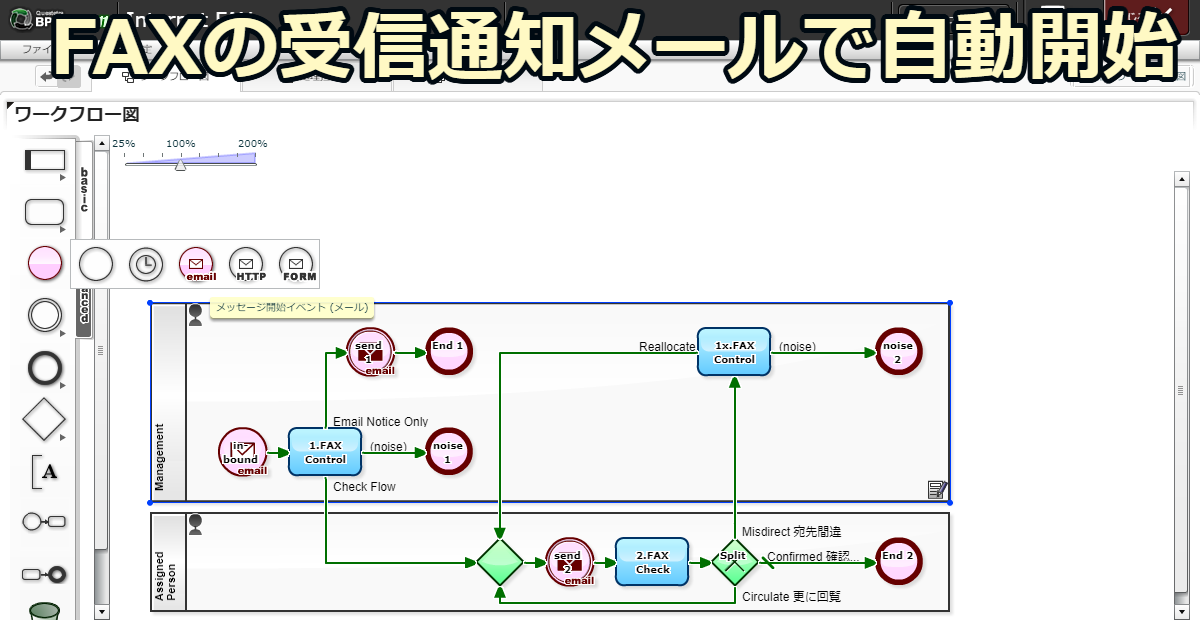 FAXの受信通知メールで自動開始
ワークフロー図
25% 100% 200%
basic
email
HTTP
FORM
メッセージ開始イベント (メール)
Management
send 1
email
End 1
Reallocate
1x.FAX Control
(noise)
noise 2
Email Notice Only
in-bound
email
1.FAX Control
(noise)
noise 1
Check Flow
Assigned Person
send 2
email
2.FAX Check
Split
Misdirect 宛先間違
Confirmed 確認...
End 2
Circulate 更に回覧
A